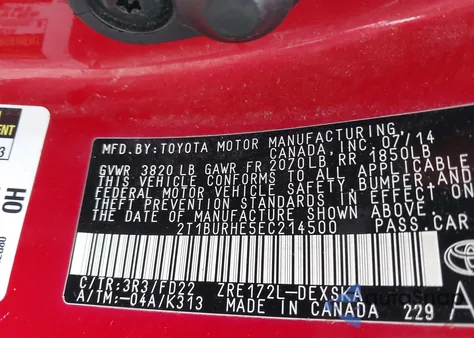 MFD.BY:TOYOTA MOTOR MANUFACTURING
CANADA, INC. 07/14
GVWR 3820 LB GAWR FR 2070LB RR 1850LB
THIS VEHICLE CONFORMS TO ALL APPLICABLE
FEDERAL MOTOR VEHICLE SAFETY, BUMPER AND
THEFT PREVENTION STANDARDS IN EFFECT ON
THE DATE OF MANUFACTURE SHOWN ABOVE.
2T1BURHE5EC214500 PASS CAR
C/TR:3R3/FD22 ZRE172L-DEXSKA
A/TM:-04A/K313 MADE IN CANADA 229
OH
AutoSnap